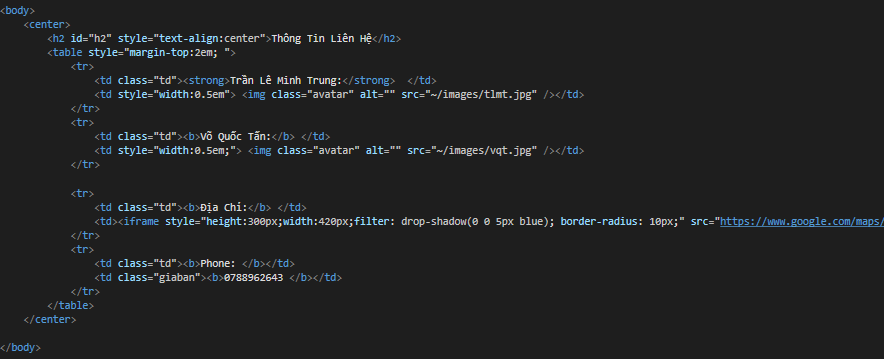 <body>
<center>
<h2 id="h2" style="text-align:center">Thông Tin Liên Hệ</h2>
<table style="margin-top:2em; ">
<tr>
<td class="td"><strong>Trần Lê Minh Trung:</strong>  </td>
<td style="width:0.5em"> <img class="avatar" alt="" src="~/images/tlmt.jpg" /></td>
</tr>
<tr>
<td class="td"><b>Võ Quốc Tấn:</b> </td>
<td style="width:0.5em;"> <img class="avatar" alt="" src="~/images/vqt.jpg" /></td>
</tr>
<tr>
<td class="td"><b>Địa Chỉ:</b> </td>
<td><iframe style="height:300px;width:420px;filter: drop-shadow(0 0 5px blue); border-radius: 10px;" src="https://www.google.com/maps/
</tr>
<tr>
<td class="td"><b>Phone: </b></td>
<td class="giaban"><b>0788962643 </b></td>
</tr>
</table>
</center>
</body>